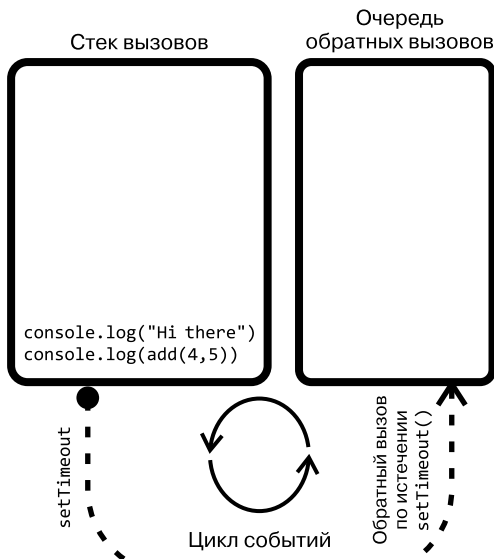 Стек вызовов
Очередь
обратных вызовов
console.log("Hi there")
console.log(add(4,5))
setTimeout
Обратный вызов
по истечении
setTimeout()
Цикл событий